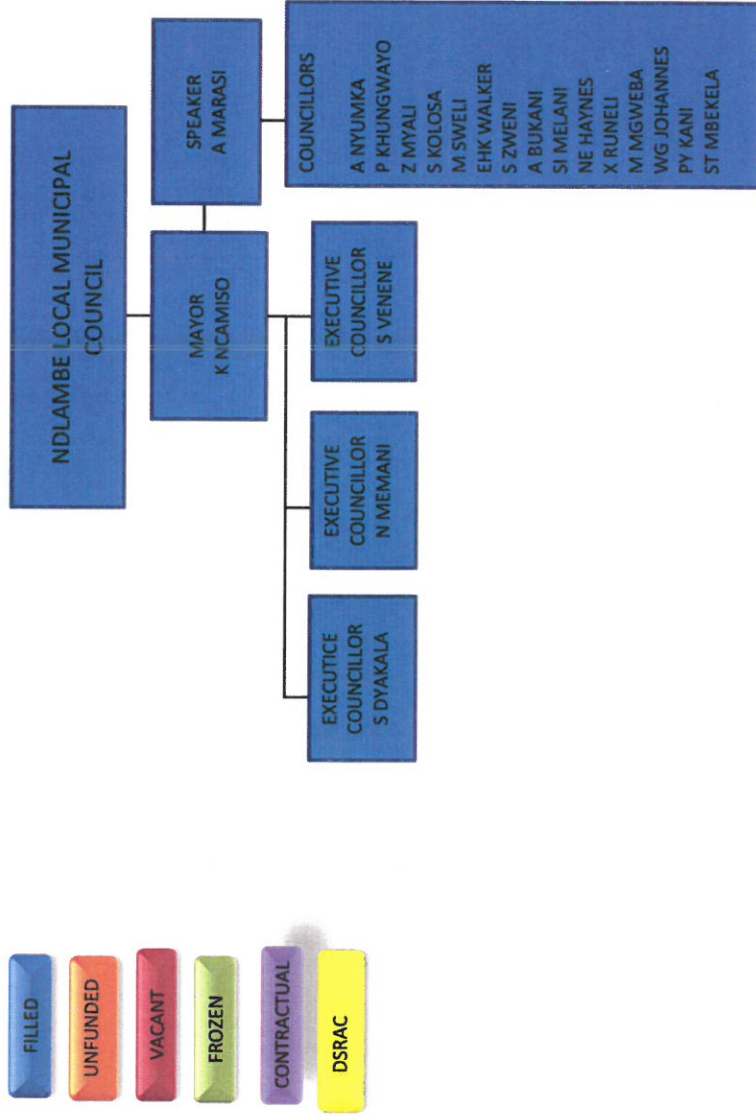 FILLED
UNFUNDED
VACANT
FROZEN
CONTRACTUAL
DSRAC
NDLAMBE LOCAL MUNICIPAL
COUNCIL
MAYOR
K NCAMISO
SPEAKER
A MARASI
EXECUTICE
COUNCILLOR
S DYAKALA
EXECUTIVE
COUNCILLOR
N MEMANI
EXECUTIVE
COUNCILLOR
S VENENE
COUNCILLORS
A NYUMKA
P KHUNGWAYO
Z MYALI
S KOLOSA
M SWELI
EHK WALKER
S ZWENI
A BUKANI
SI MELANI
NE HAYNES
X RUNELI
M MGWEBA
WG JOHANNES
PY KANI
ST MBEKELA